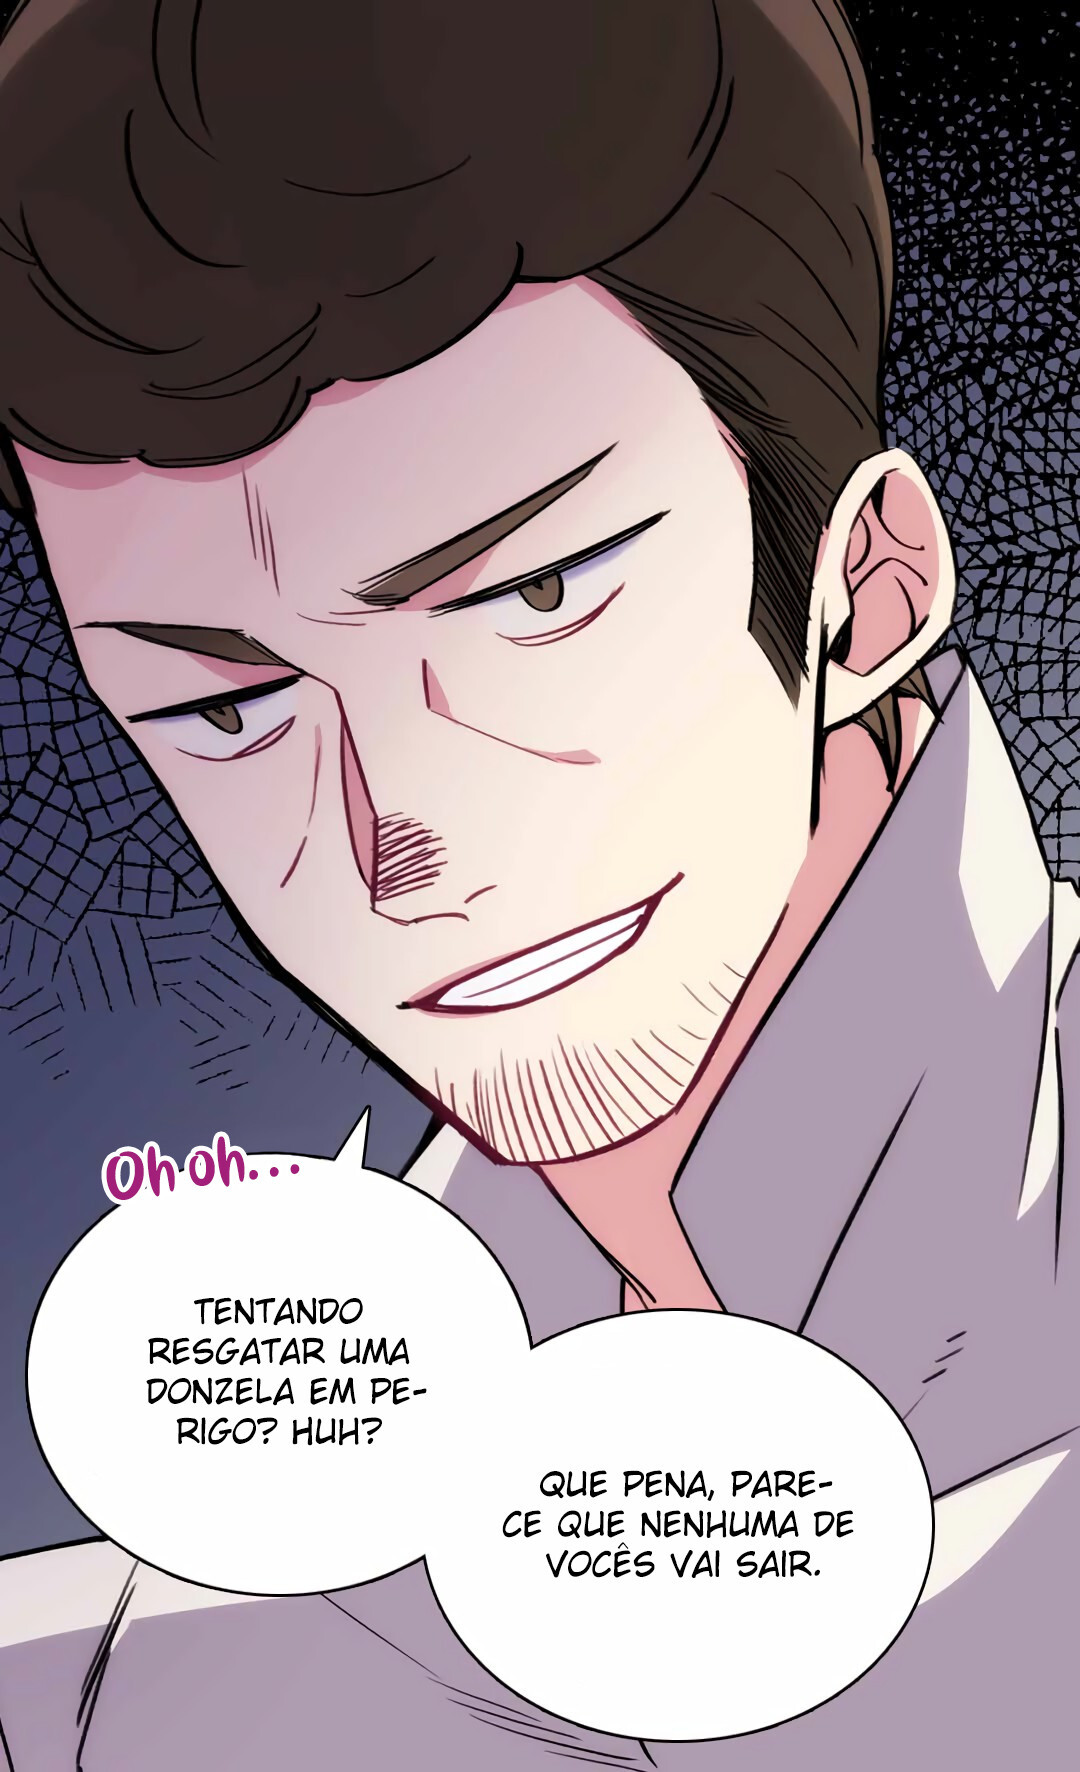 Oh oh...
TENTANDO
RESGATAR UMA
DONZELA EM PE-
RIGO? HUH?
QUE PENA, PARE-
CE QUE NENHUMA DE
VOCÊS VAI SAIR.